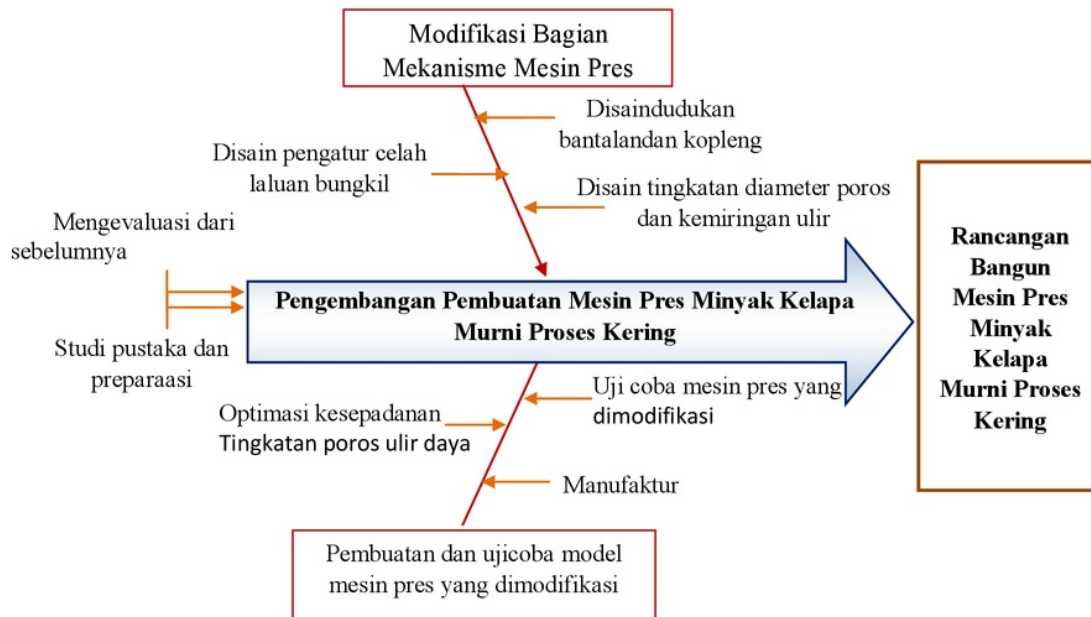 Modifikasi Bagian
Mekanisme Mesin Pres
Disaindudukan
bantalandan kopleng
Disain pengatur celah
laluan bungkil
Disain tingkatan diameter poros
dan kemiringan ulir
Mengevaluasi dari
sebelumnya
Pengembangan Pembuatan Mesin Pres Minyak Kelapa
Murni Proses Kering
Rancangan
Bangun
Mesin Pres
Minyak
Kelapa
Murni Proses
Kering
Studi pustaka dan
preparaasi
Uji coba mesin pres yang
dimodifikasi
Optimasi kesepadanan
Tingkatan poros ulir daya
Manufaktur
Pembuatan dan ujicoba model
mesin pres yang dimodifikasi